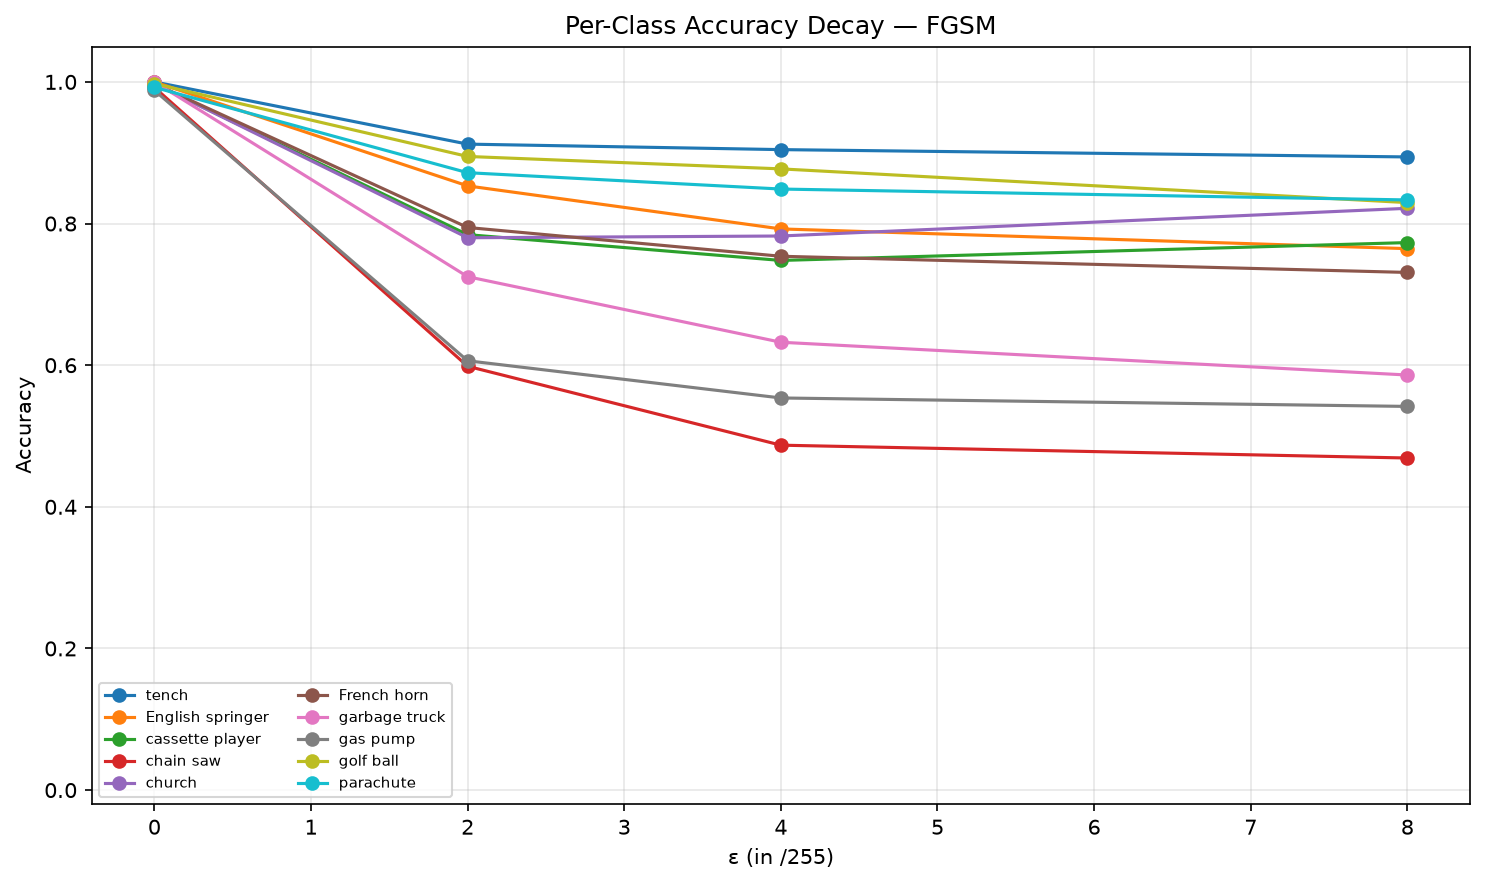 Per-Class Accuracy Decay — FGSM
Accuracy
1.0
0.8
0.6
0.4
0.2
0.0
tench
English springer
cassette player
chain saw
church
French horn
garbage truck
gas pump
golf ball
parachute
0 1 2 3 4 5 6 7 8
ε (in /255)